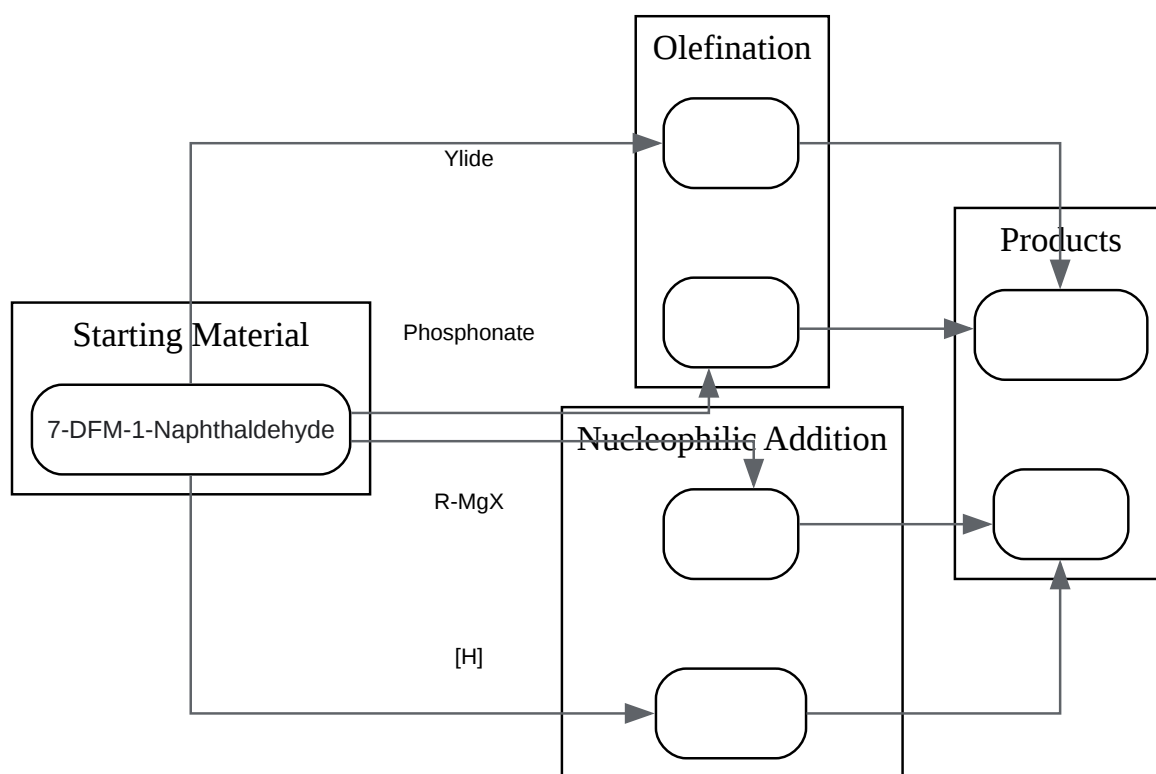 Olefination
Ylide
Products
Starting Material
Phosphonate
7-DFM-1-Naphthaldehyde
Nucleophilic Addition
R-MgX
[H]